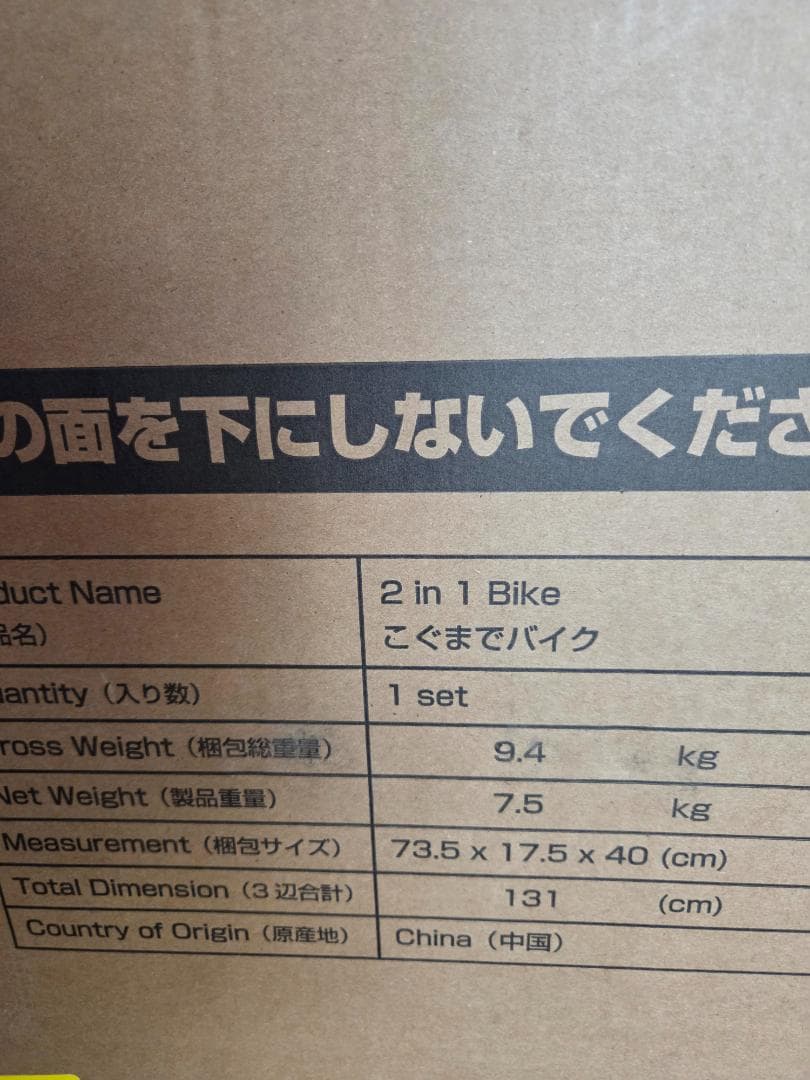 の面を下にしないでくださ
duct Name
2 in 1 Bike
品名)
こぐまでバイク
uantity(入り数)
1 set
ross Weight(梱包総重量)
9.4 kg
Net Weight(製品重量)
7.5 kg
Measurement(梱包サイズ)
73.5 x 17.5 x 40 (cm)
Total Dimension(3辺合計)
131 (cm)
Country of Origin(原産地)
China(中国)